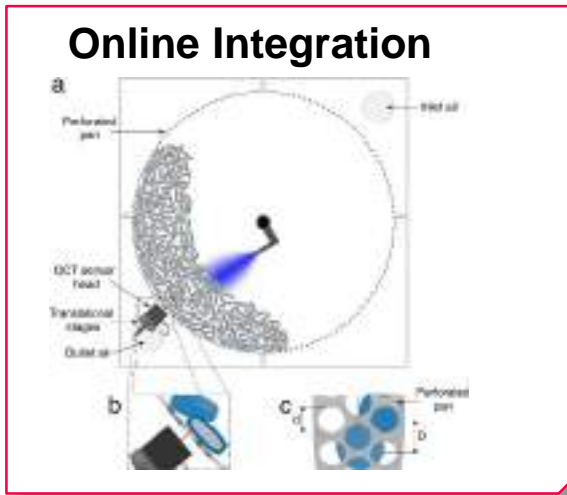 Online Integration
a
Inlet air
Perforated
pan
OCT sensor
head
Translational
stages
Outlet air
b
c
Perforated
pan
d
D